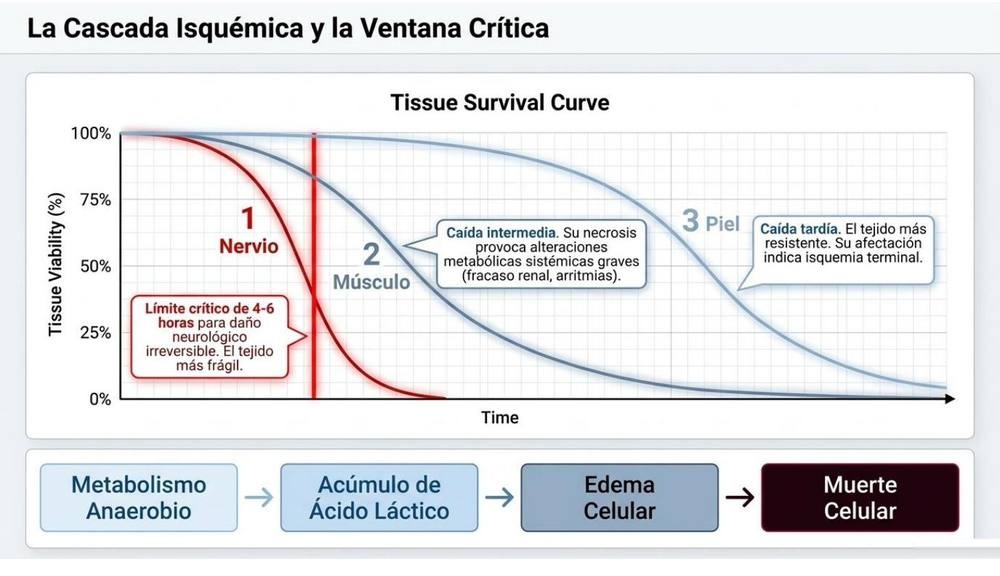 La Cascada Isquémica y la Ventana Crítica
Tissue Survival Curve
Tissue Viability (%)
100%
75%
50%
25%
0%
1
Nervio
Límite crítico de 4-6
horas para daño
neurológico
irreversible. El tejido
más frágil.
2
Músculo
Caída intermedia. Su necrosis
provoca alteraciones
metabólicas sistémicas graves
(fracaso renal, arritmias).
3 Piel
Caída tardía. El tejido más
resistente. Su afectación
indica isquemia terminal.
Time
Metabolismo
Anaerobio
Acúmulo de
Ácido Láctico
Edema
Celular
Muerte
Celular